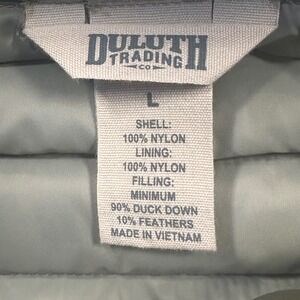 DULUTH
TRADING
CO
L
SHELL:
100% NYLON
LINING:
100% NYLON
FILLING:
MINIMUM
90% DUCK DOWN
10% FEATHERS
MADE IN VIETNAM